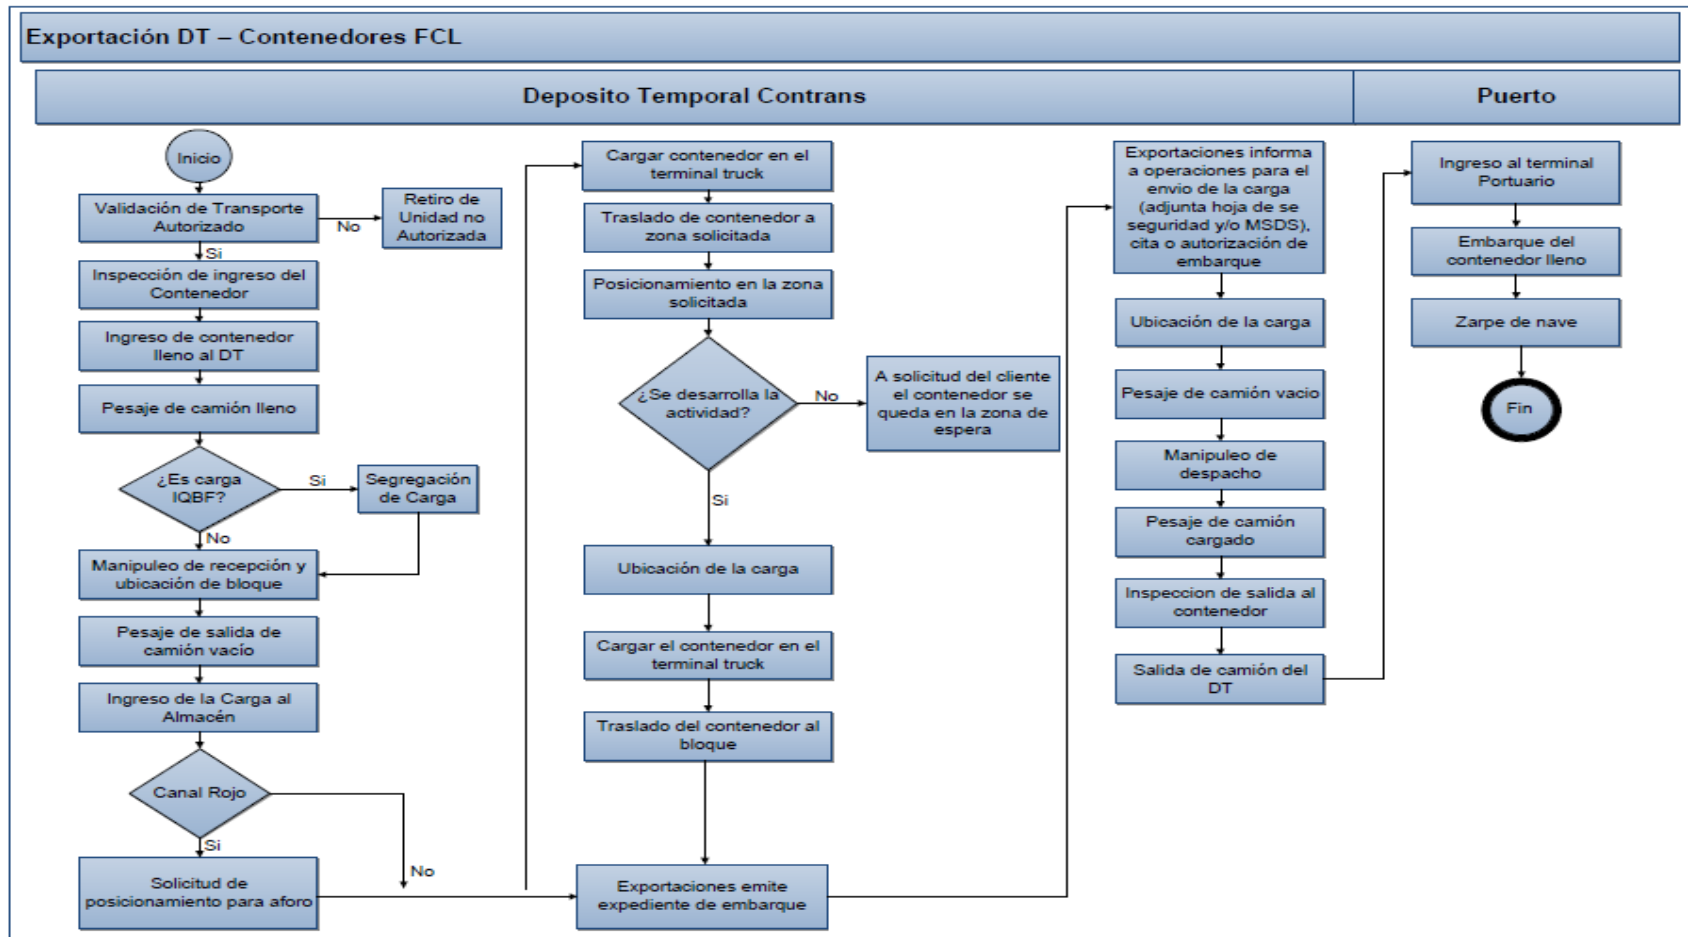 Exportación DT – Contenedores FCL
Deposito Temporal Contrans
Puerto
Inicio
Validación de Transporte
Autorizado
No
Retiro de
Unidad no
Autorizada
Si
Inspección de ingreso del
Contenedor
Ingreso de contenedor
lleno al DT
Pesaje de camión lleno
¿Es carga
IQBF?
Si
Segregación
de Carga
No
Manipuleo de recepción y
ubicación de bloque
Pesaje de salida de
camión vacío
Ingreso de la Carga al
Almacén
Canal Rojo
Si
No
Solicitud de
posicionamiento para aforo
Cargar contenedor en el
terminal truck
Traslado de contenedor a
zona solicitada
Posicionamiento en la zona
solicitada
¿Se desarrolla la
actividad?
No
A solicitud del cliente
el contenedor se
queda en la zona de
espera
Si
Ubicación de la carga
Cargar el contenedor en el
terminal truck
Traslado del contenedor al
bloque
Exportaciones emite
expediente de embarque
Exportaciones informa
a operaciones para el
envio de la carga
(adjunta hoja de se
seguridad y/o MSDS),
cita o autorización de
embarque
Ubicación de la carga
Pesaje de camión vacio
Manipuleo de
despacho
Pesaje de camión
cargado
Inspeccion de salida al
contenedor
Salida de camión del
DT
Ingreso al terminal
Portuario
Embarque del
contenedor lleno
Zarpe de nave
Fin